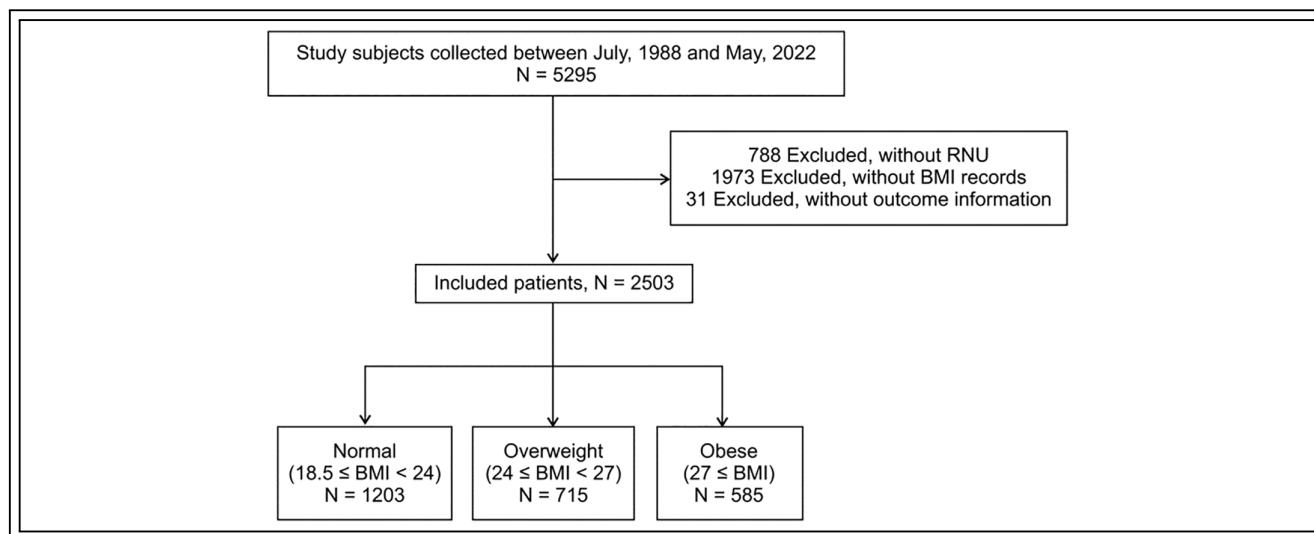 Study subjects collected between July, 1988 and May, 2022
N = 5295
788 Excluded, without RNU
1973 Excluded, without BMI records
31 Excluded, without outcome information
Included patients, N = 2503
Normal
(18.5 ≤ BMI < 24)
N = 1203
Overweight
(24 ≤ BMI < 27)
N = 715
Obese
(27 ≤ BMI)
N = 585